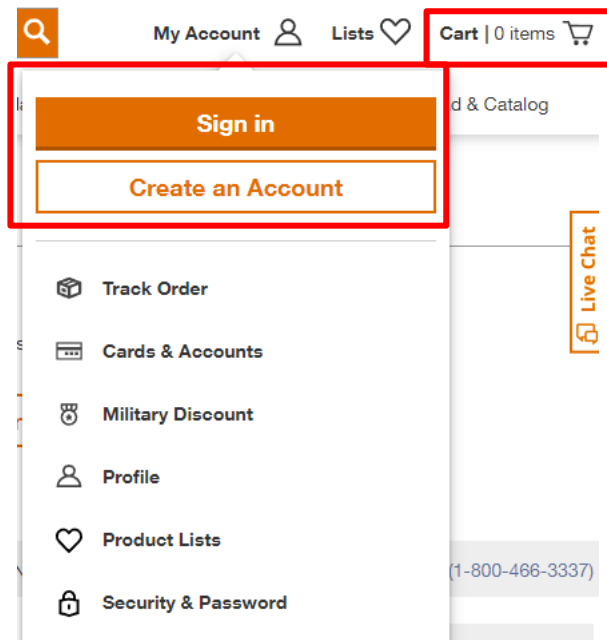 My Account Lists Cart | 0 items
d & Catalog
Sign in
Create an Account
Live Chat
Track Order
Cards & Accounts
Military Discount
Profile
Product Lists
(1-800-466-3337)
Security & Password